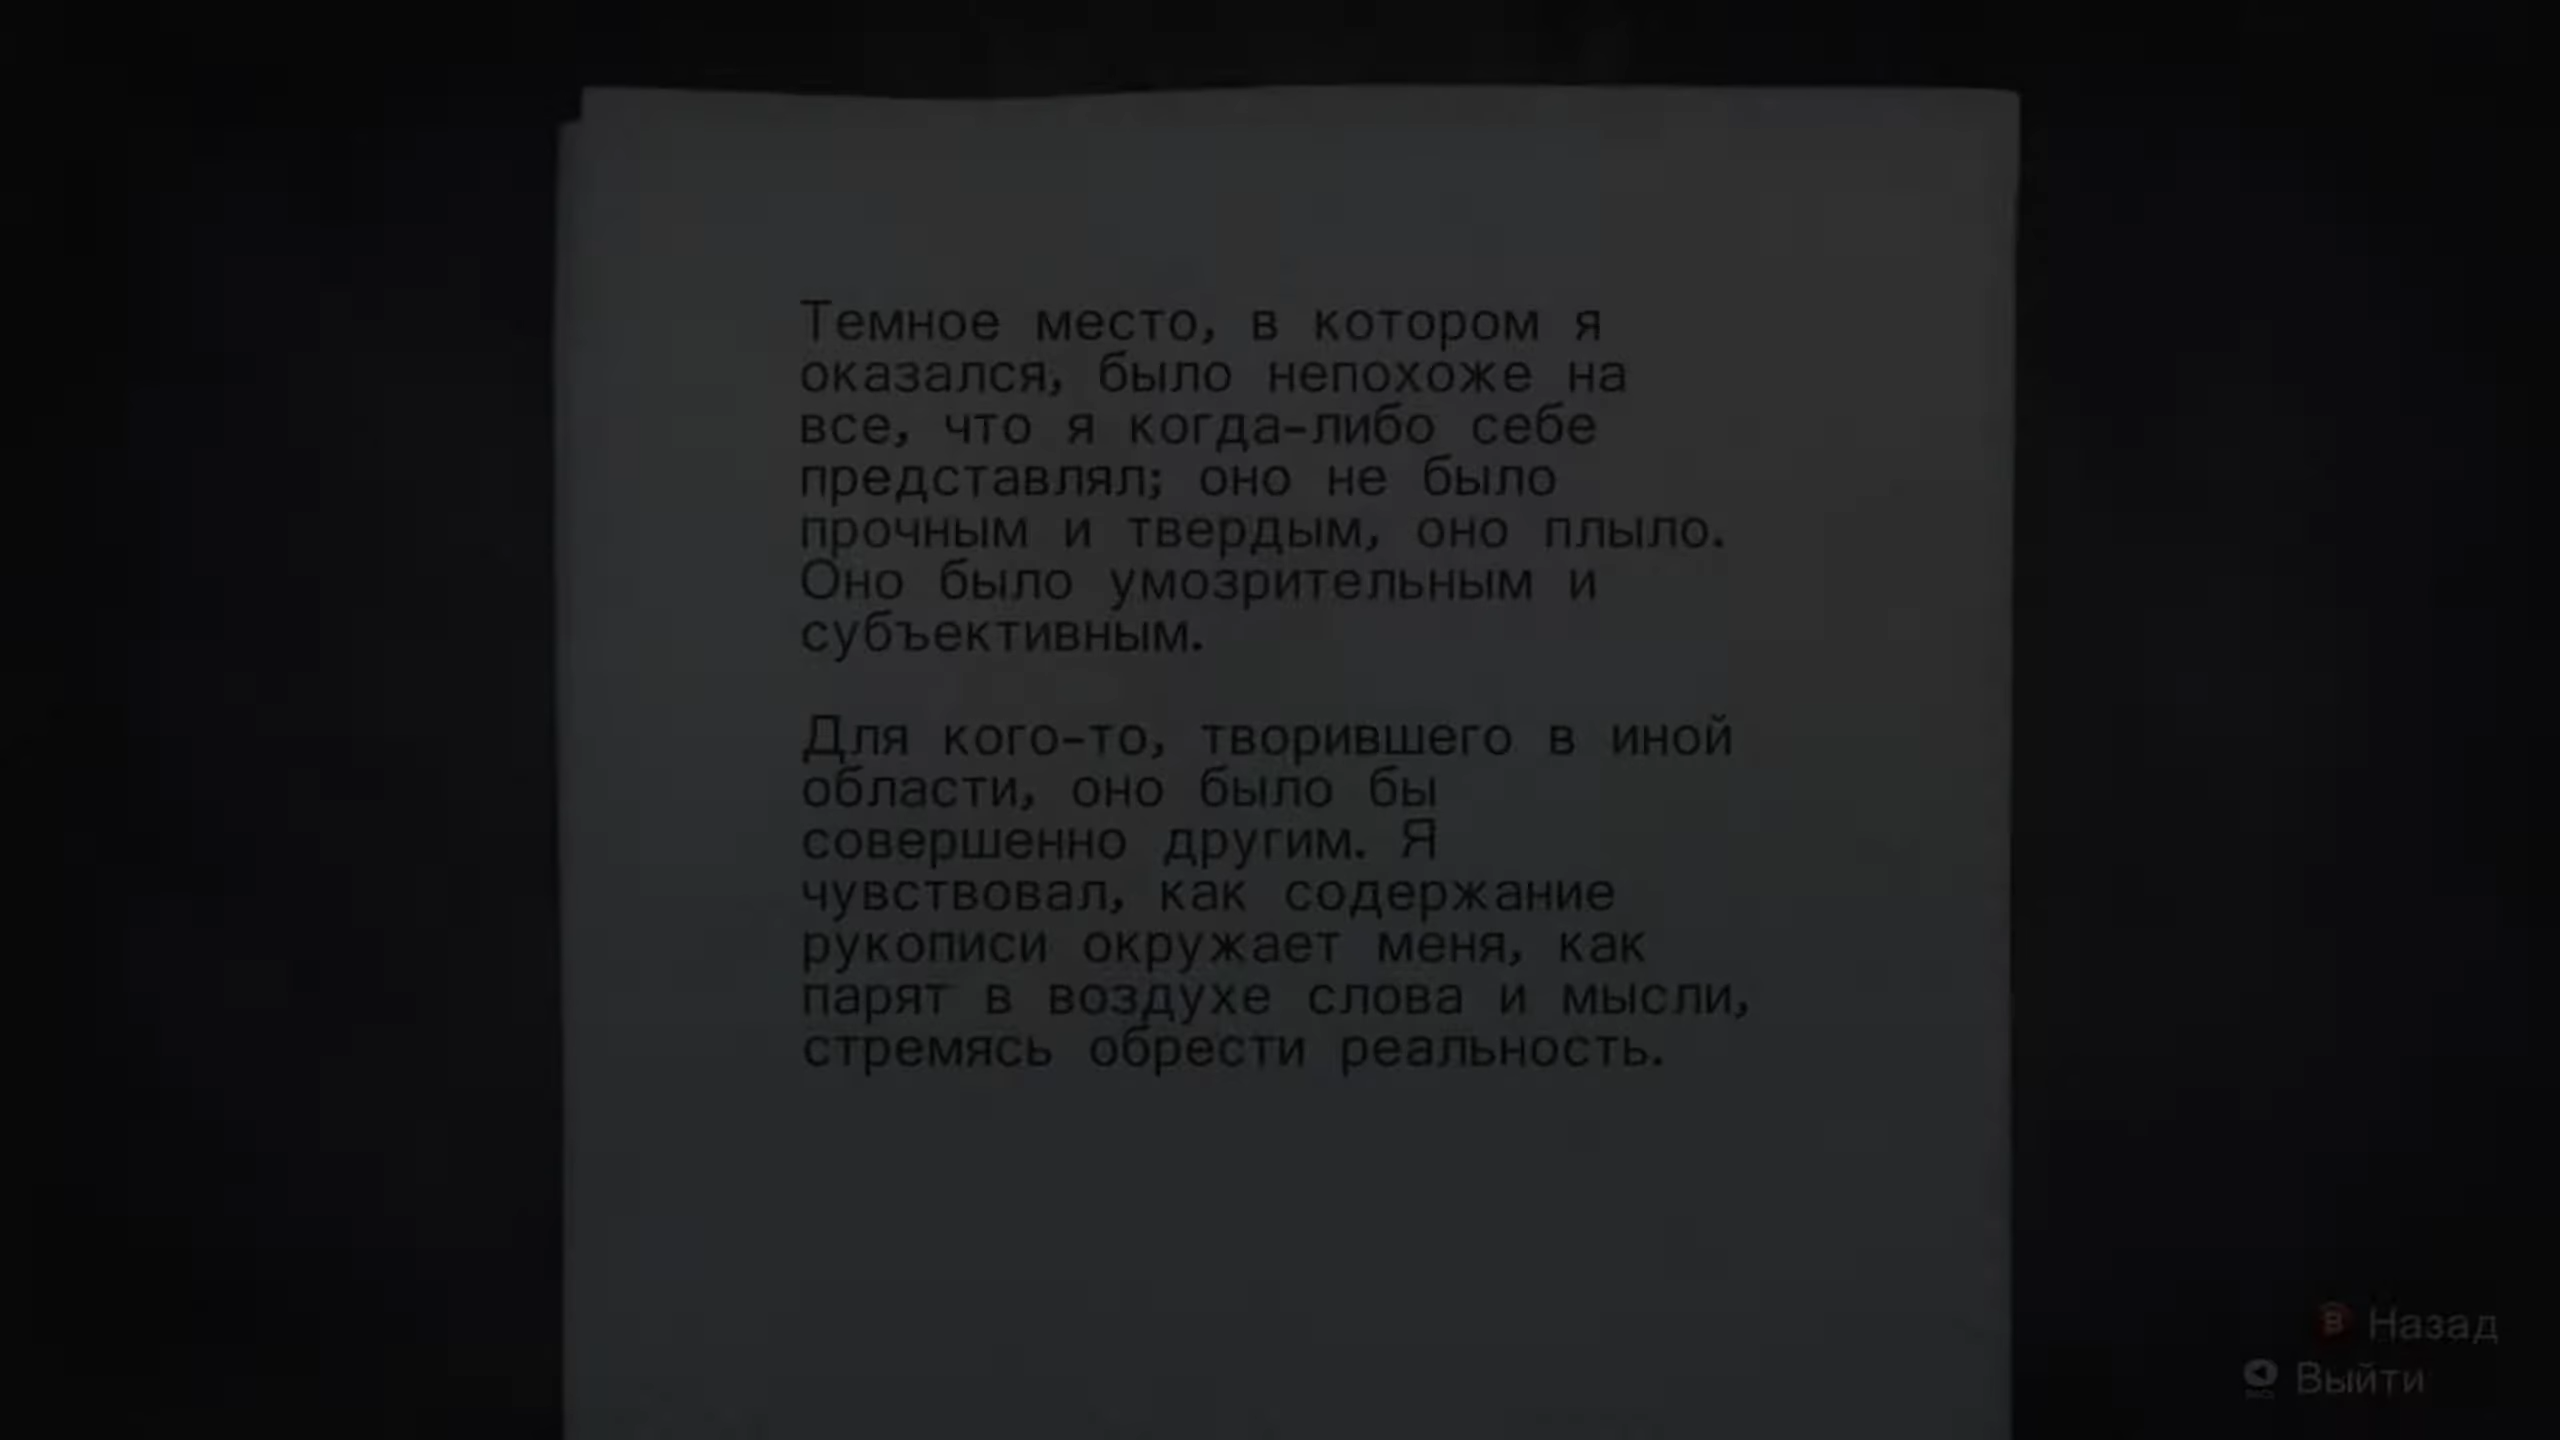 Темное место, в котором я
оказался, было непохоже на
все, что я когда-либо себе
представлял; оно не было
прочным и твердым, оно плыло.
Оно было умозрительным и
субъективным.
Для кого-то, творившего в иной
области, оно было бы
совершенно другим. Я
чувствовал, как содержание
рукописи окружает меня, как
парят в воздухе слова и мысли,
стремясь обрести реальность.
B Назад
Выйти